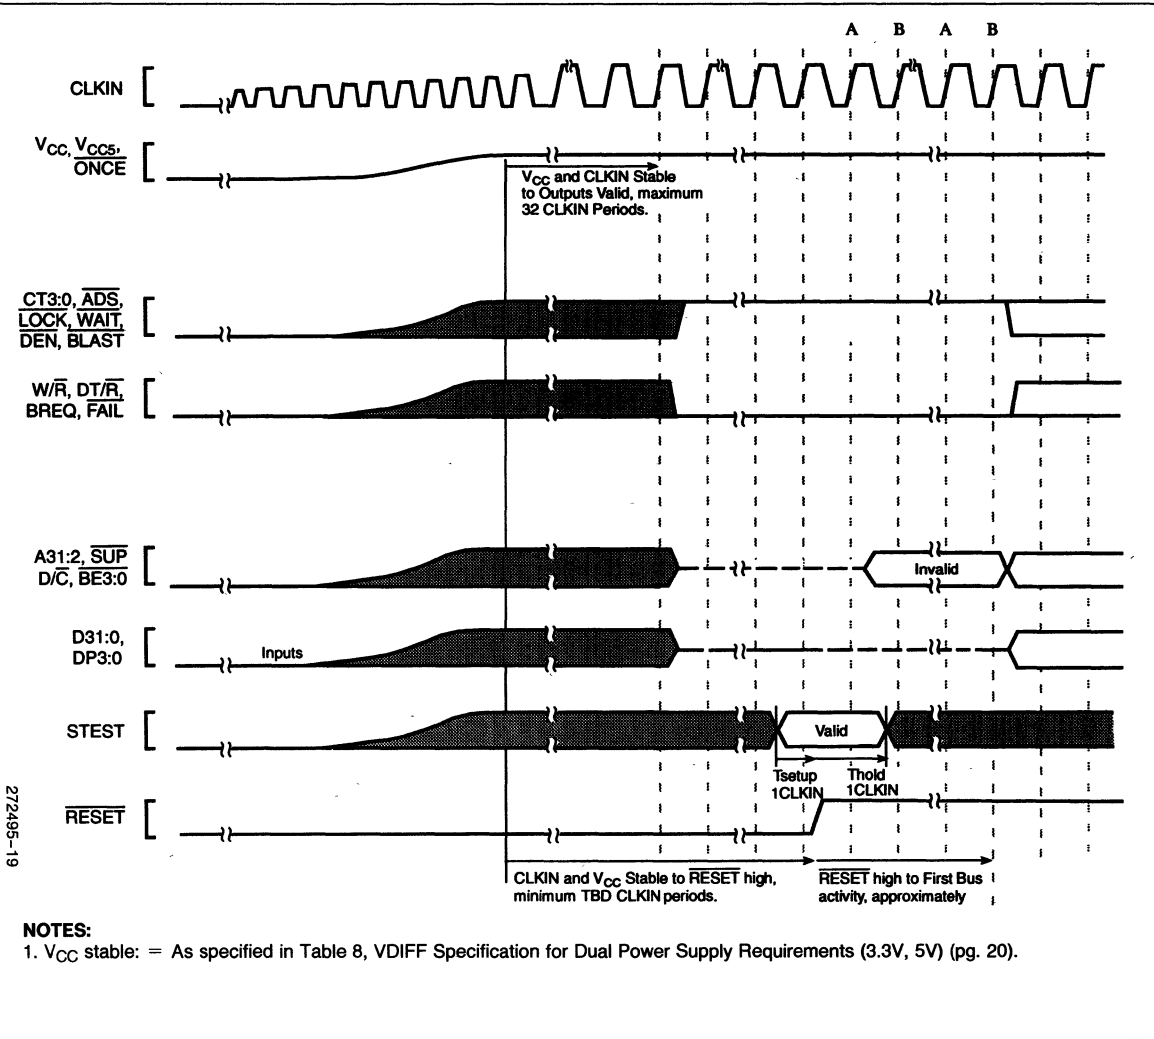 A B A B
CLKIN
VCC, VCC5,
ONCE
VCC and CLKIN Stable
to Outputs Valid, maximum
32 CLKIN Periods.
CT3:0, ADS,
LOCK, WAIT,
DEN, BLAST
W/R, DT/R,
BREQ, FAIL
A31:2, SUP
D/C, BE3:0
Invalid
D31:0,
DP3:0
Inputs
STEST
Valid
Tsetup
1CLKIN
Thold
1CLKIN
RESET
CLKIN and VCC Stable to RESET high,
minimum TBD CLKIN periods.
RESET high to First Bus
activity, approximately
272495–19
NOTES:
1. VCC stable: = As specified in Table 8, VDIFF Specification for Dual Power Supply Requirements (3.3V, 5V) (pg. 20).